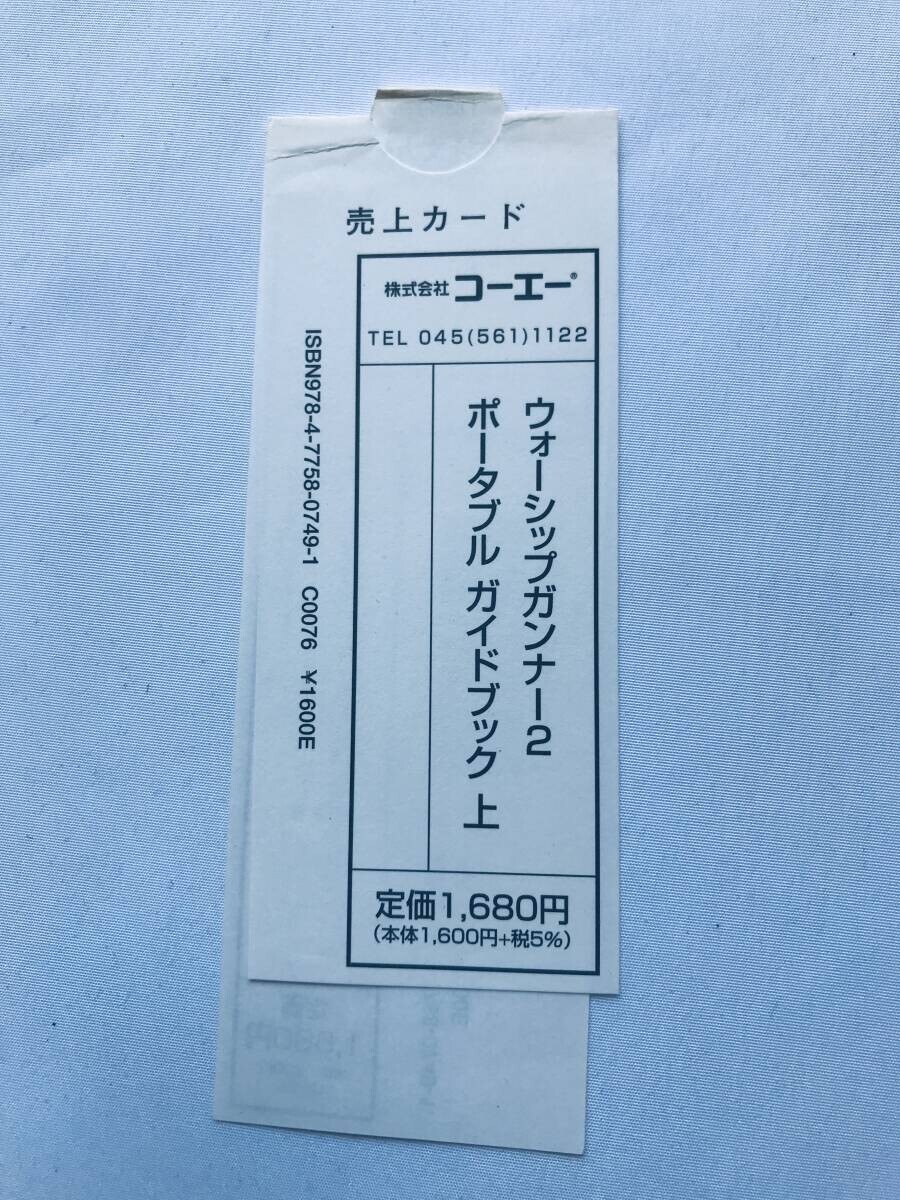 売上カード
株式会社 コーエー®
TEL 045(561)1122
ウォーシップガンナー2
ポータブル ガイドブック 上
定価1,680円
(本体1,600円+税5%)
ISBN978-4-7758-0749-1 C0076 ¥1600E